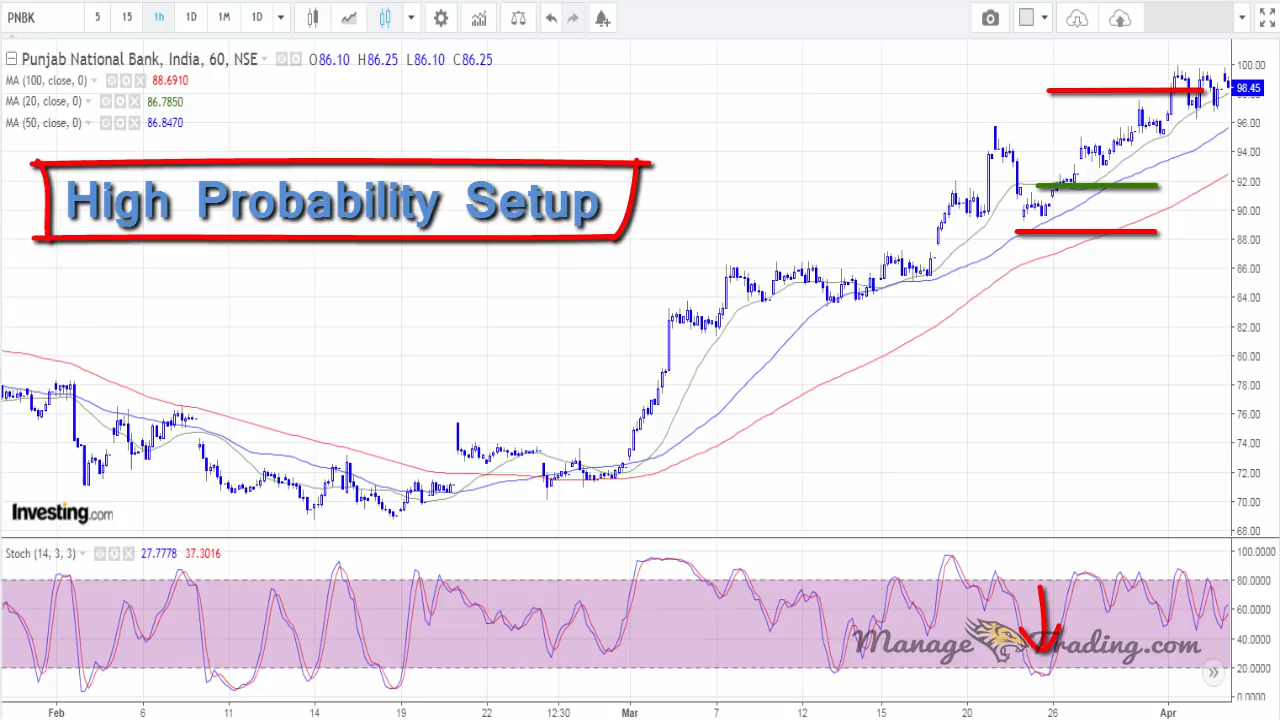 PNBK 5 15 1h 1D 1M 1D
Punjab National Bank, India, 60, NSE O86.10 H86.25 L86.10 C86.25
MA (100, close, 0) 88.6910
MA (20, close, 0) 86.7850
MA (50, close, 0) 86.8470
High Probability Setup
100.00
98.45
96.00
94.00
92.00
90.00
88.00
86.00
84.00
82.00
80.00
78.00
76.00
74.00
72.00
70.00
68.00
Investing.com
Stoch (14, 3, 3) 27.7778 37.3016
100.0000
80.0000
60.0000
40.0000
20.0000
0.0000
Manage Trading.com
Feb 6 11 14 19 22 12:30 Mar 7 12 15 20 26 Apr